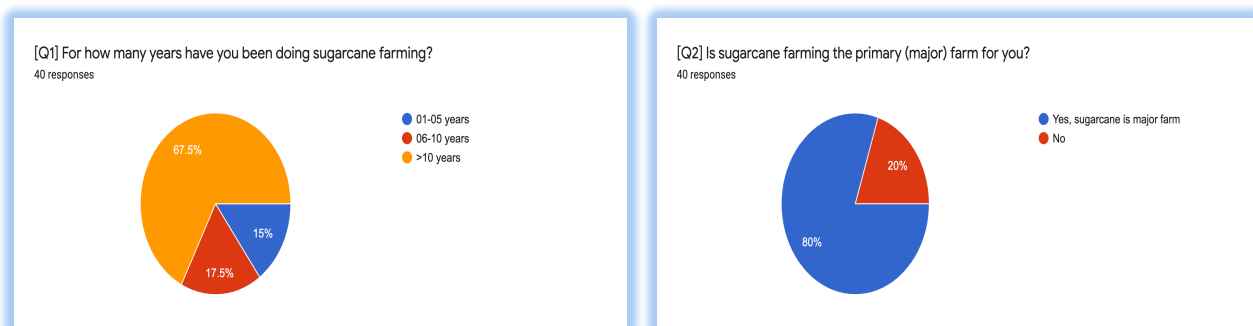 [Q1] For how many years have you been doing sugarcane farming?
40 responses
01-05 years
06-10 years
>10 years
67.5%
15%
17.5%
[Q2] Is sugarcane farming the primary (major) farm for you?
40 responses
Yes, sugarcane is major farm
No
20%
80%